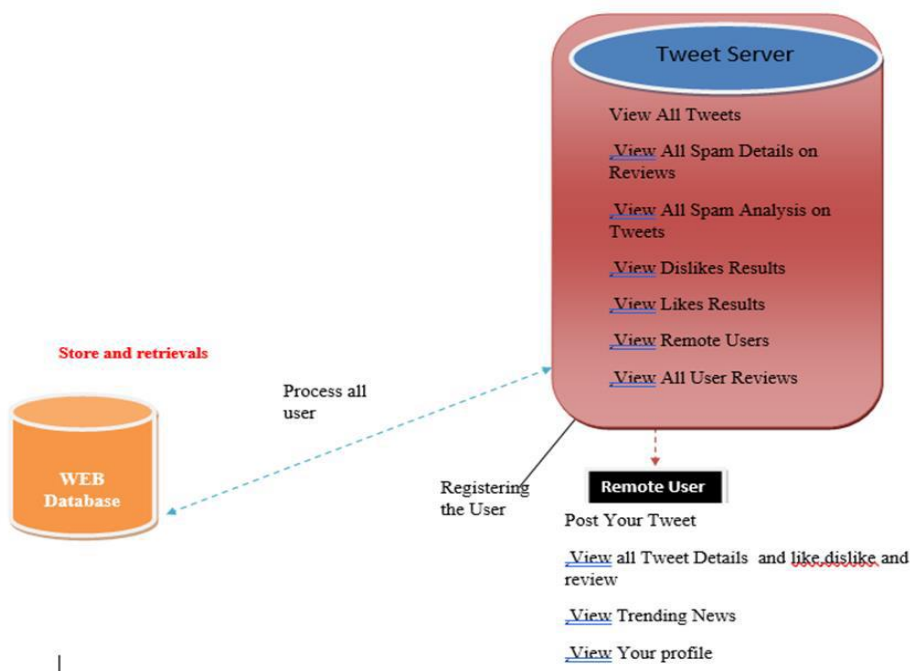 Tweet Server
View All Tweets
,View All Spam Details on
Reviews
,View All Spam Analysis on
Tweets
,View Dislikes Results
,View Likes Results
,View Remote Users
,View All User Reviews
Store and retrievals
Process all
user
WEB
Database
Registering
the User
Remote User
Post Your Tweet
,View all Tweet Details and like,dislike and
review
,View Trending News
,View Your profile